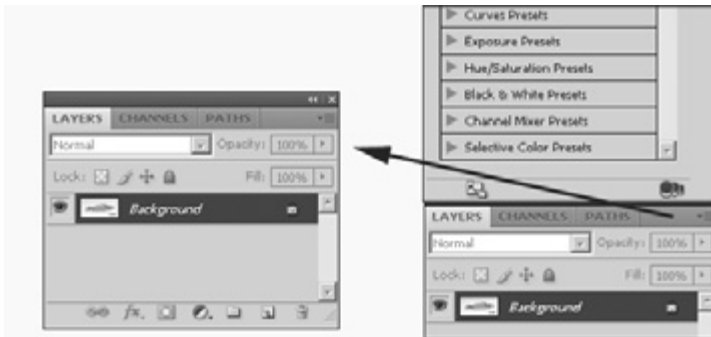 Curves Presets
Exposure Presets
Hue/Saturation Presets
Black & White Presets
Channel Mixer Presets
Selective Color Presets
LAYERS CHANNELS PATHS
Normal Opacity: 100%
Lock: Fill: 100%
Background
fx.
LAYERS CHANNELS PATHS
Normal Opacity: 100%
Lock: Fill: 100%
Background